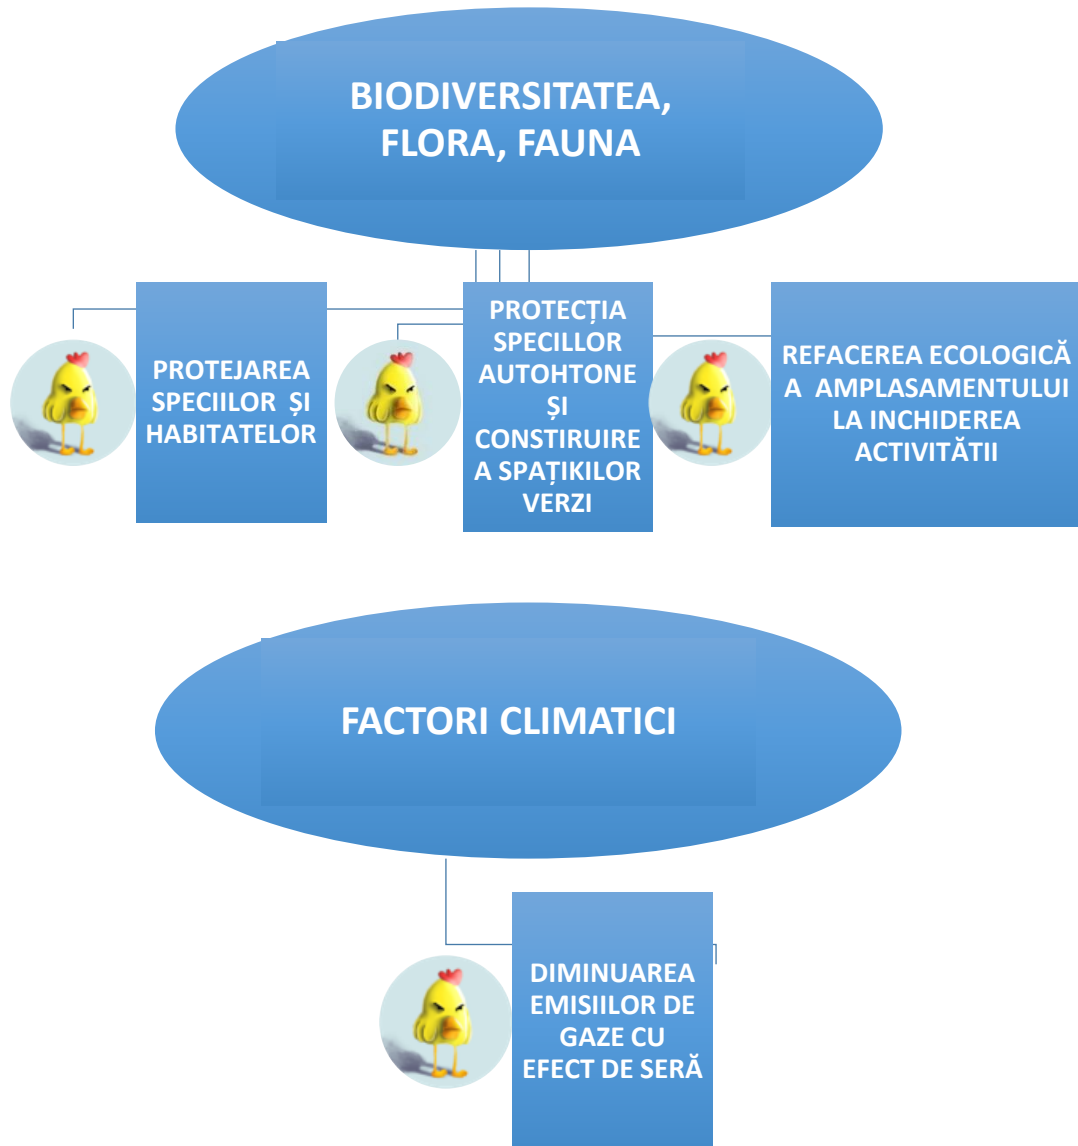 BIODIVERSITATEA,
FLORA, FAUNA
PROTEJAREA
SPECIILOR ȘI
HABITATELOR
PROTECȚIA
SPECILLOR
AUTOHTONE
ȘI
CONSTIRUIRE
A SPAȚIKILOR
VERZI
REFACEREA ECOLOGICĂ
A AMPLASAMENTULUI
LA INCHIDEREA
ACTIVITĂTII
FACTORI CLIMATICI
DIMINUAREA
EMISIILOR DE
GAZE CU
EFECT DE SERĂ